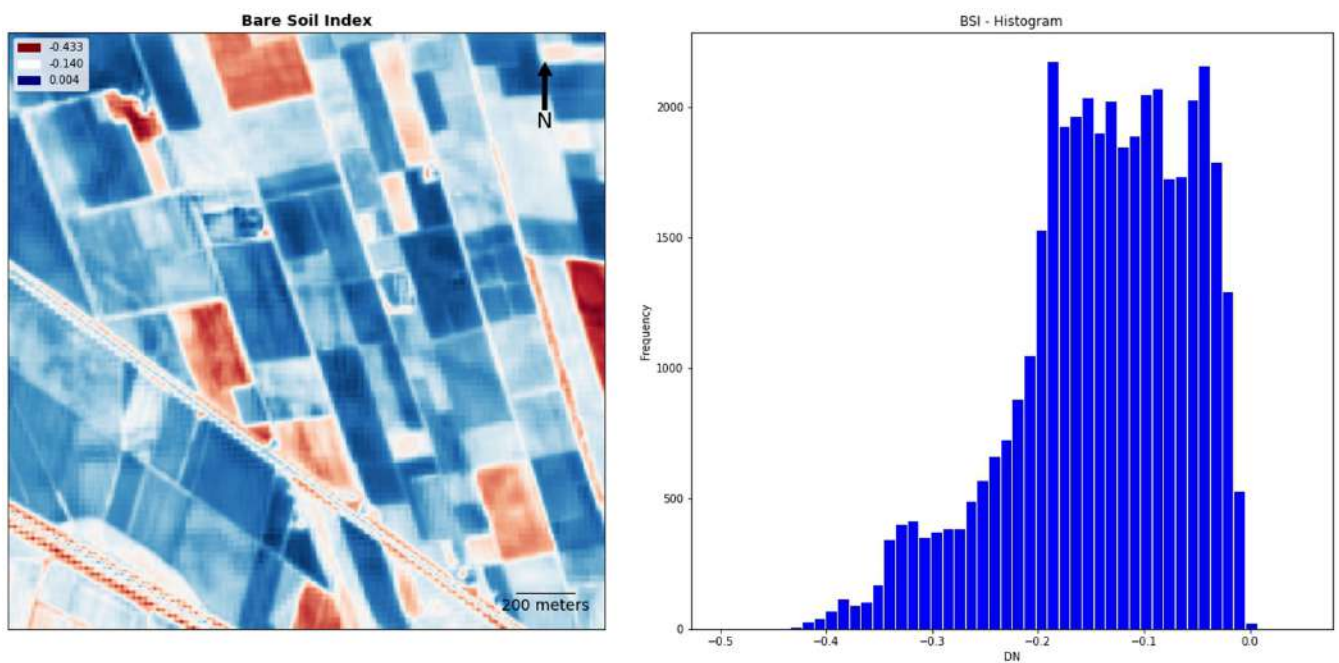 Bare Soil Index
-0.433
-0.140
0.004
N
200 meters
BSI - Histogram
Frequency
2000
1500
1000
500
0
−0.5 −0.4 −0.3 −0.2 −0.1 0.0
DN